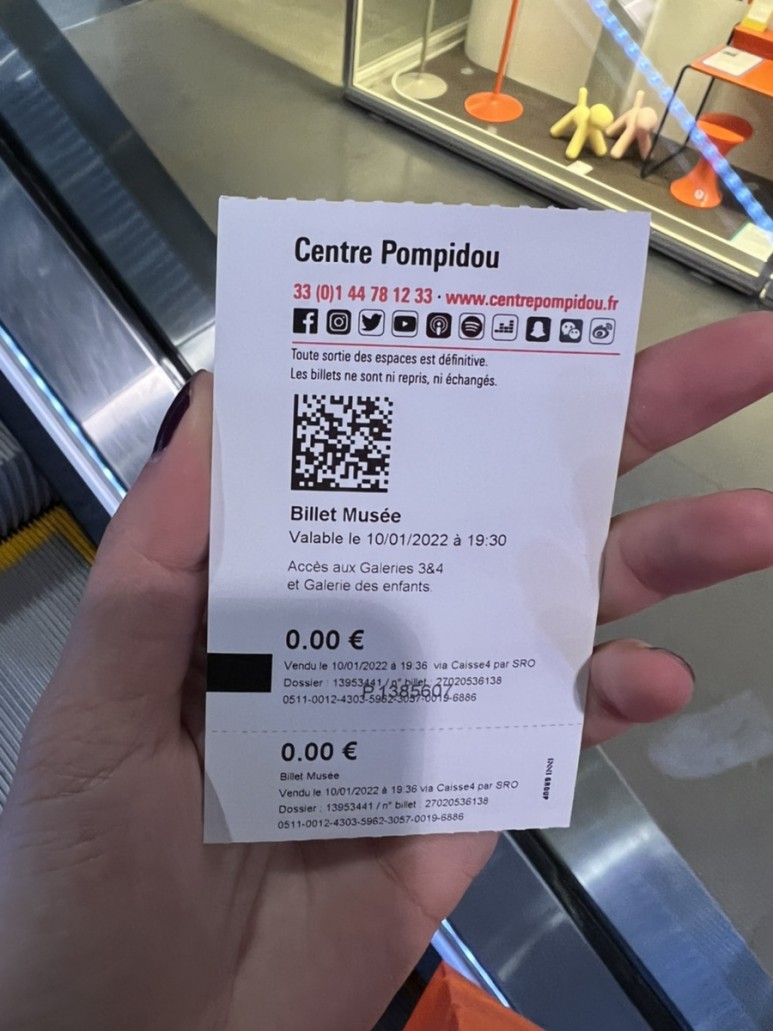 Centre Pompidou
33 (0)1 44 78 12 33 · www.centrepompidou.fr
Toute sortie des espaces est définitive.
Les billets ne sont ni repris, ni échangés.
Billet Musée
Valable le 10/01/2022 à 19:30
Accès aux Galeries 3&4
et Galerie des enfants.
0.00 €
Vendu le 10/01/2022 à 19:36 via Caisse4 par SRO
Dossier : 13953441 / n° billet : 27020536138
P1385607
0511-0012-4303-5962-3057-0019-6886
0.00 €
Billet Musée
Vendu le 10/01/2022 à 19:36 via Caisse4 par SRO
Dossier : 13953441 / n° billet : 27020536138
0511-0012-4303-5962-3057-0019-6886
GROUP